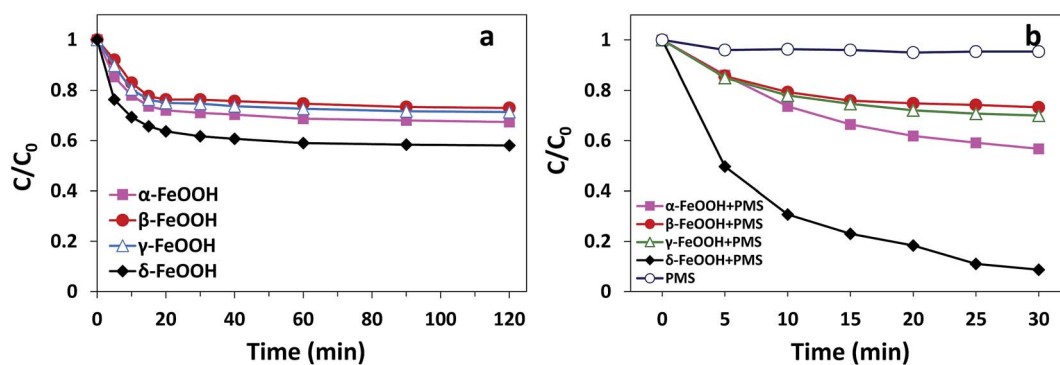 a
C/C0
1
0.8
0.6
0.4
0.2
0
α-FeOOH
β-FeOOH
γ-FeOOH
δ-FeOOH
0 20 40 60 80 100 120
Time (min)
b
C/C0
1
0.8
0.6
0.4
0.2
0
α-FeOOH+PMS
β-FeOOH+PMS
γ-FeOOH+PMS
δ-FeOOH+PMS
PMS
0 5 10 15 20 25 30
Time (min)